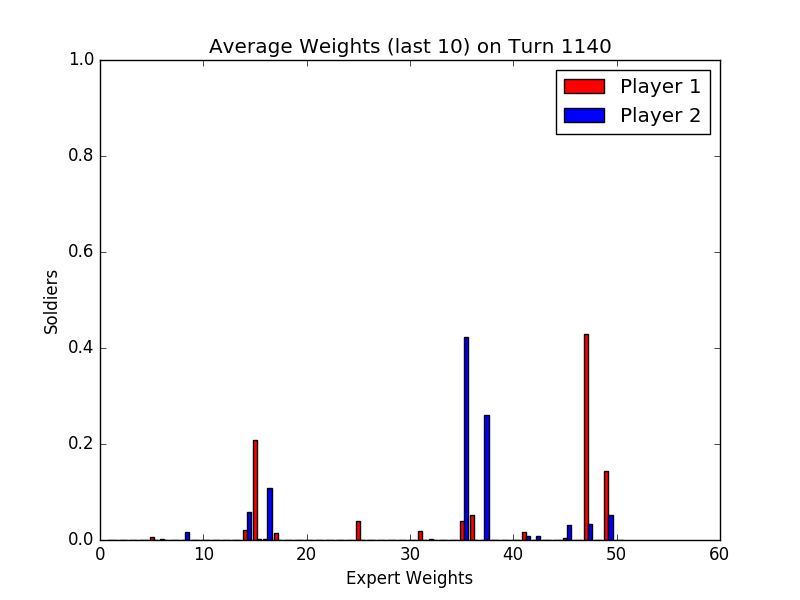 Average Weights (last 10) on Turn 1140
1.0
Player 1
Player 2
0.8
0.6
Soldiers
0.4
0.2
0.0
0 10 20 30 40 50 60
Expert Weights